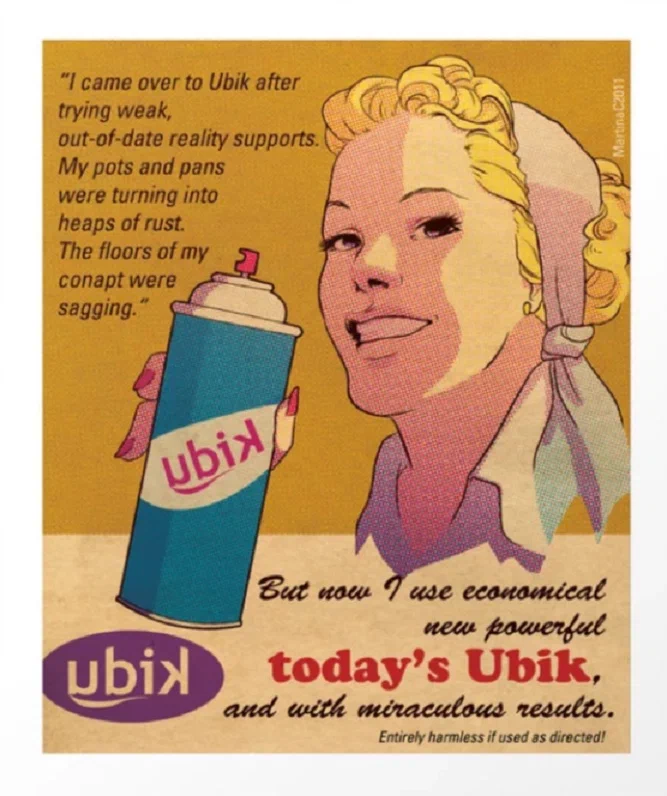 "I came over to Ubik after
trying weak,
out-of-date reality supports.
My pots and pans
were turning into
heaps of rust.
The floors of my
conapt were
sagging."
MartinaC2011
ubik
But now I use economical
new powerful
today's Ubik,
ubik
and with miraculous results.
Entirely harmless if used as directed!